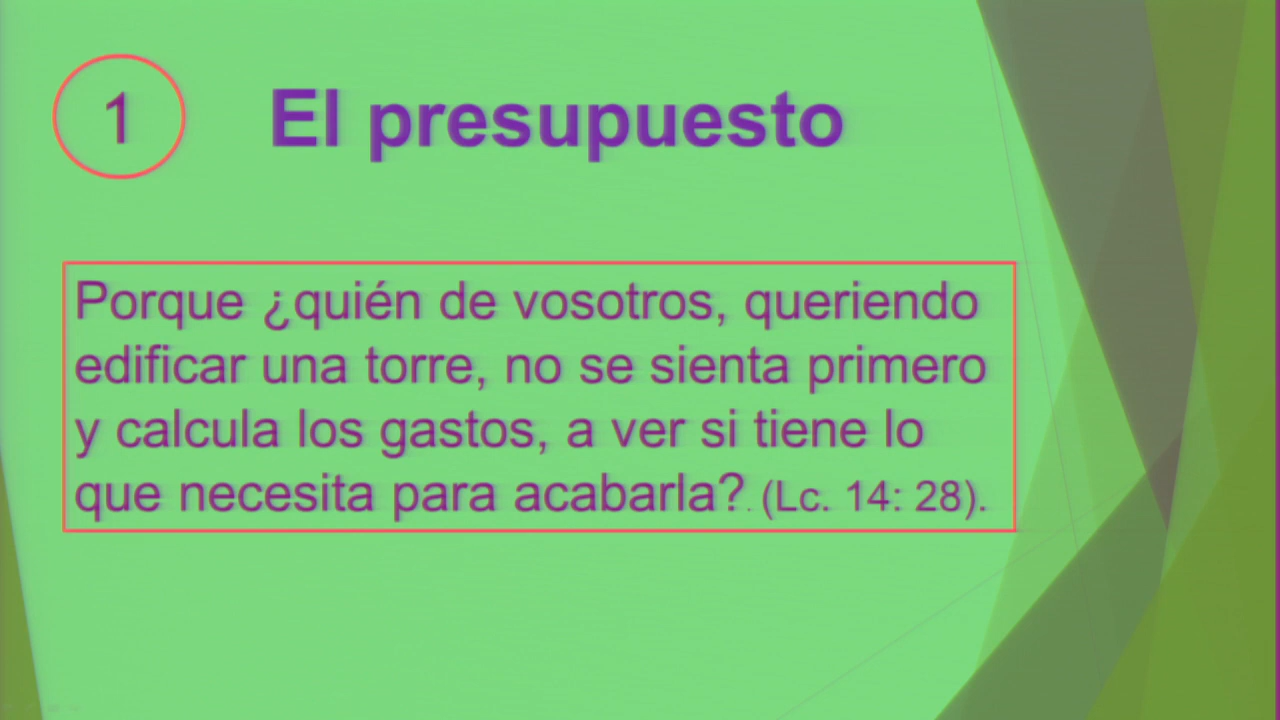 1 El presupuesto
Porque ¿quién de vosotros, queriendo
edificar una torre, no se sienta primero
y calcula los gastos, a ver si tiene lo
que necesita para acabarla?. (Lc. 14: 28).